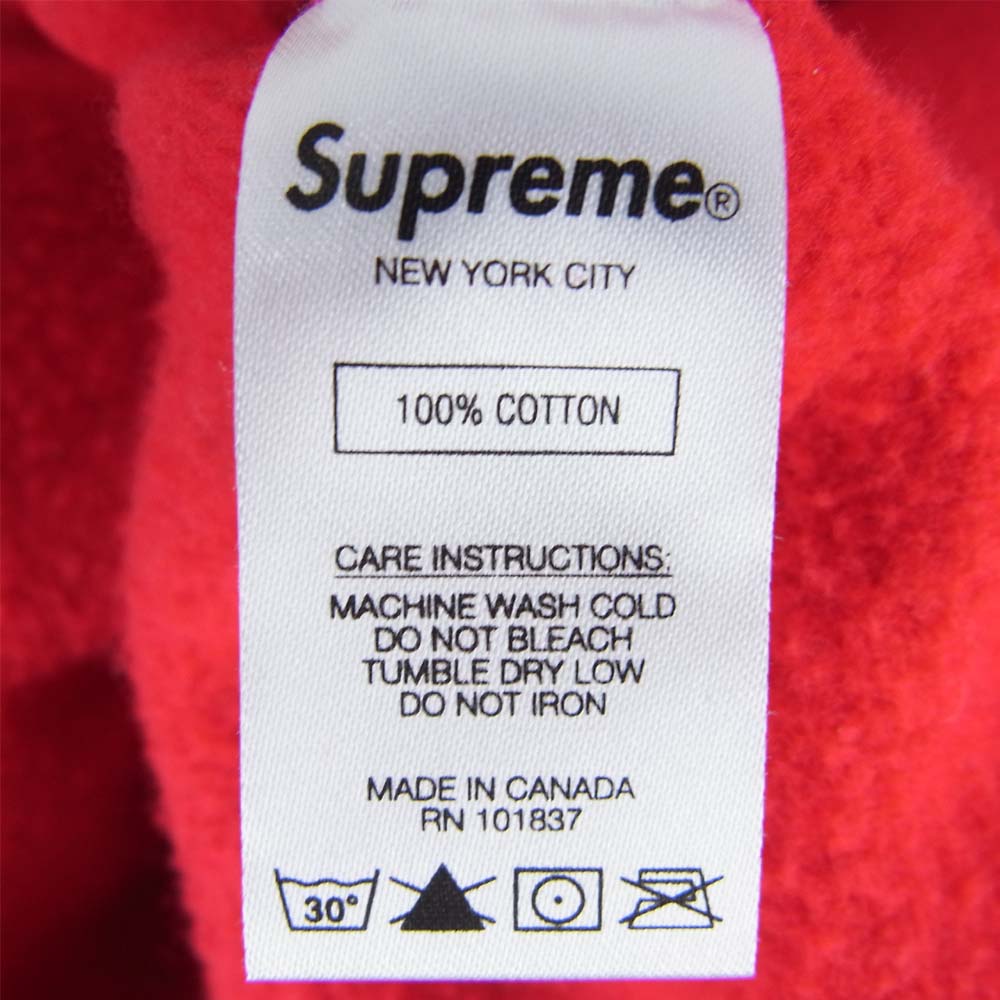 Supreme®
NEW YORK CITY
100% COTTON
CARE INSTRUCTIONS:
MACHINE WASH COLD
DO NOT BLEACH
TUMBLE DRY LOW
DO NOT IRON
MADE IN CANADA
RN 101837
30°